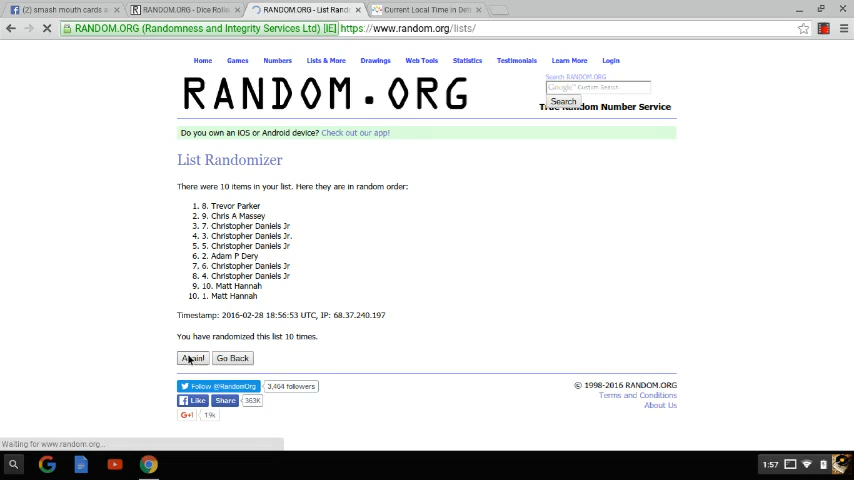 (2) smash mouth cards a
RANDOM.ORG - Dice Rolle
RANDOM.ORG - List Rand
Current Local Time in Det
RANDOM.ORG (Randomness and Integrity Services Ltd) [IE] https://www.random.org/lists/
Home Games Numbers Lists & More Drawings Web Tools Statistics Testimonials Learn More Login
RANDOM.ORG
Search RANDOM.ORG
Google Custom Search
Search
True Random Number Service
Do you own an iOS or Android device? Check out our app!
List Randomizer
There were 10 items in your list. Here they are in random order:
1. 8. Trevor Parker
2. 9. Chris A Massey
3. 7. Christopher Daniels Jr
4. 3. Christopher Daniels Jr.
5. 5. Christopher Daniels Jr
6. 2. Adam P Dery
7. 6. Christopher Daniels Jr
8. 4. Christopher Daniels Jr
9. 10. Matt Hannah
10. 1. Matt Hannah
Timestamp: 2016-02-28 18:56:53 UTC, IP: 68.37.240.197
You have randomized this list 10 times.
Again! Go Back
Follow @RandomOrg 3,464 followers
Like Share 363K
G+1 19k
© 1998-2016 RANDOM.ORG
Terms and Conditions
About Us
Waiting for www.random.org...
1:57